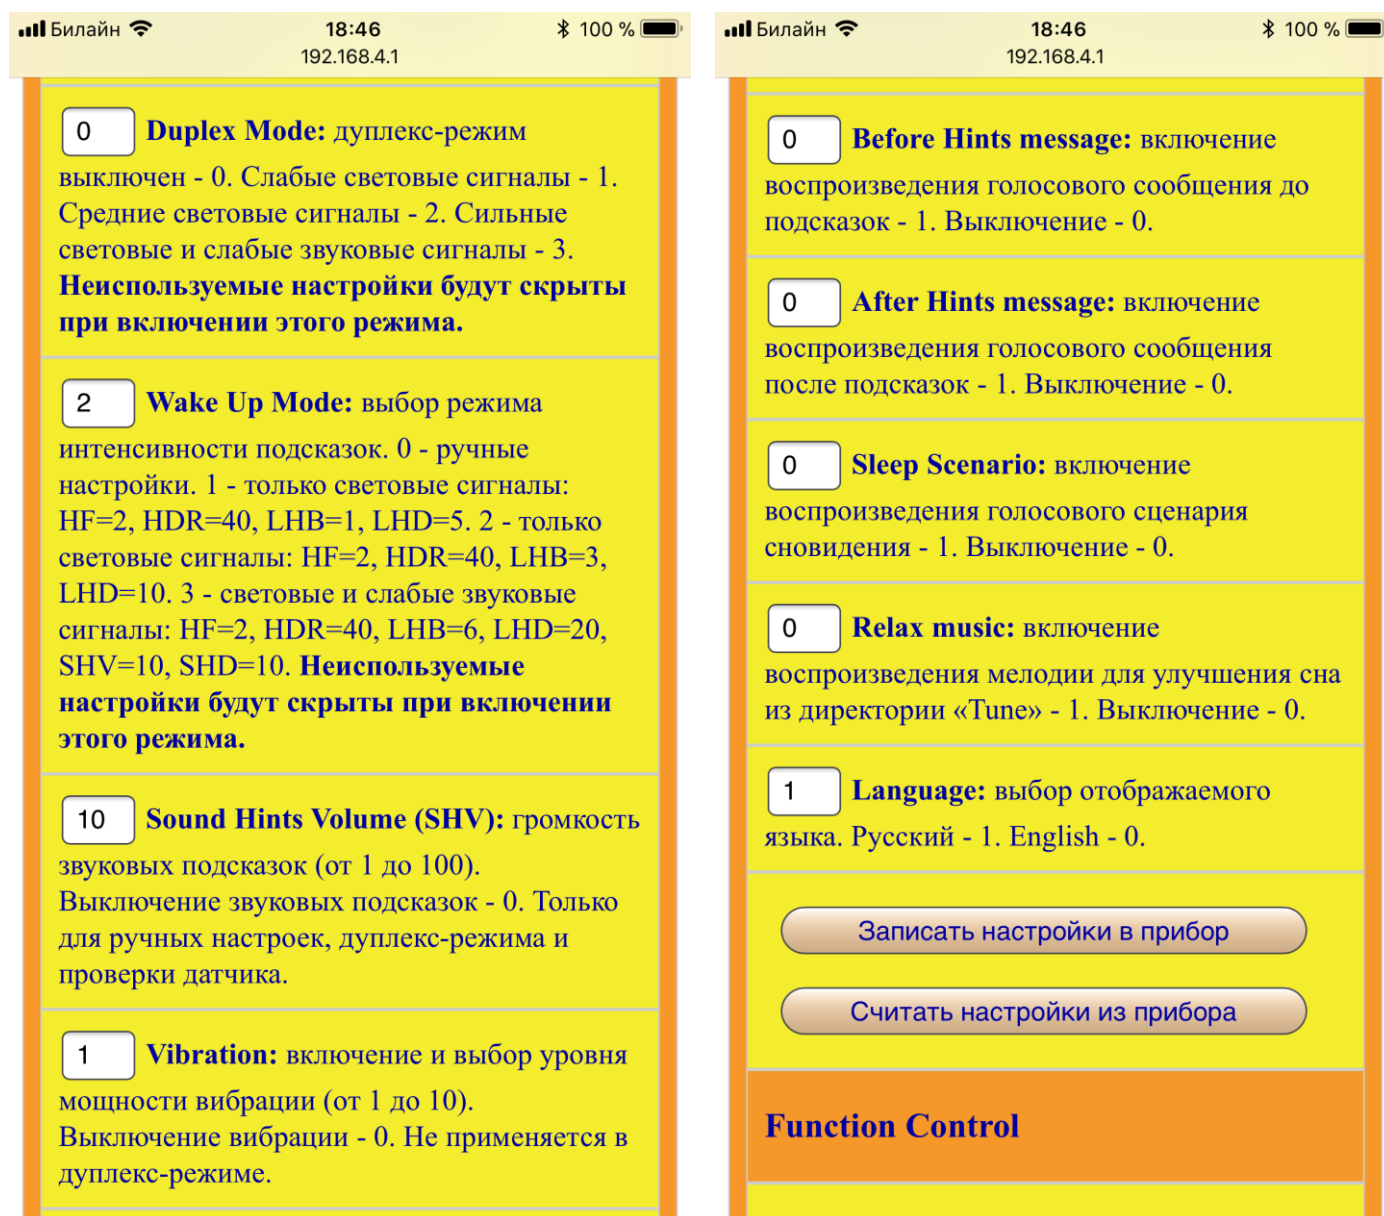 Билайн 18:46 100 %
192.168.4.1
0 Duplex Mode: дуплекс-режим
выключен - 0. Слабые световые сигналы - 1.
Средние световые сигналы - 2. Сильные
световые и слабые звуковые сигналы - 3.
Неиспользуемые настройки будут скрыты
при включении этого режима.
2 Wake Up Mode: выбор режима
интенсивности подсказок. 0 - ручные
настройки. 1 - только световые сигналы:
HF=2, HDR=40, LHB=1, LHD=5. 2 - только
световые сигналы: HF=2, HDR=40, LHB=3,
LHD=10. 3 - световые и слабые звуковые
сигналы: HF=2, HDR=40, LHB=6, LHD=20,
SHV=10, SHD=10. Неиспользуемые
настройки будут скрыты при включении
этого режима.
10 Sound Hints Volume (SHV): громкость
звуковых подсказок (от 1 до 100).
Выключение звуковых подсказок - 0. Только
для ручных настроек, дуплекс-режима и
проверки датчика.
1 Vibration: включение и выбор уровня
мощности вибрации (от 1 до 10).
Выключение вибрации - 0. Не применяется в
дуплекс-режиме.
Билайн 18:46 100 %
192.168.4.1
0 Before Hints message: включение
воспроизведения голосового сообщения до
подсказок - 1. Выключение - 0.
0 After Hints message: включение
воспроизведения голосового сообщения
после подсказок - 1. Выключение - 0.
0 Sleep Scenario: включение
воспроизведения голосового сценария
сновидения - 1. Выключение - 0.
0 Relax music: включение
воспроизведения мелодии для улучшения сна
из директории «Tune» - 1. Выключение - 0.
1 Language: выбор отображаемого
языка. Русский - 1. English - 0.
Записать настройки в прибор
Считать настройки из прибора
Function Control